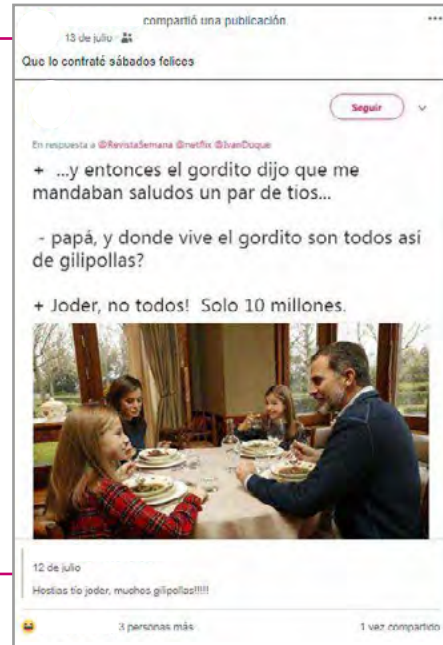 compartió una publicación
13 de julio
Que lo contraté sábados felices
Seguir
En respuesta a @RevistaSemana @netflix @IvanDuque
+ ...y entonces el gordito dijo que me
mandaban saludos un par de tios...
- papá, y donde vive el gordito son todos así
de gilipollas?
+ Joder, no todos! Solo 10 millones.
12 de julio
Hostias tío joder, muchos gilipollas!!!!!
3 personas más
1 vez compartido